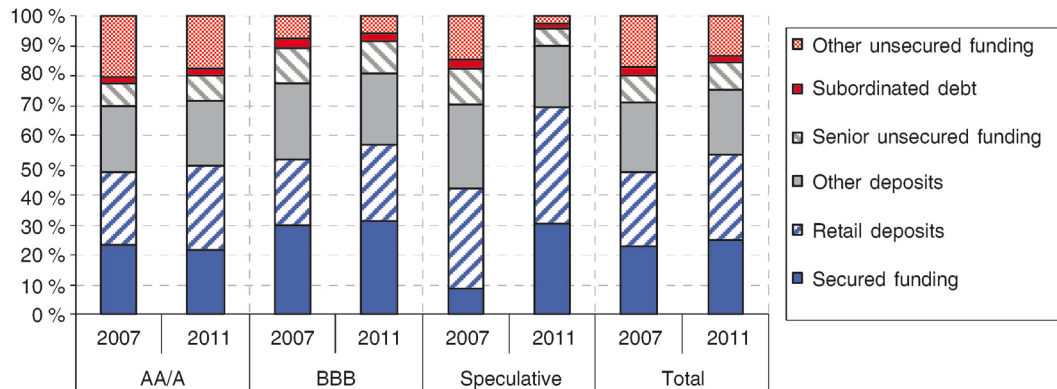 100 %
90 %
80 %
70 %
60 %
50 %
40 %
30 %
20 %
10 %
0 %
2007 2011 2007 2011 2007 2011 2007 2011
AA/A BBB Speculative Total
Other unsecured funding
Subordinated debt
Senior unsecured funding
Other deposits
Retail deposits
Secured funding